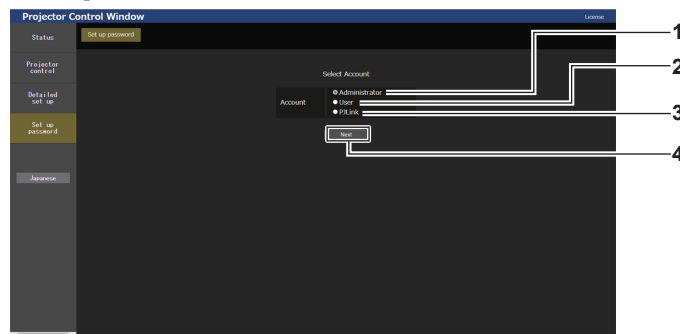 Projector Control Window
License
Status
Set up password
Projector
control
Select Account
Detailed
set up
Account
Administrator
User
PJLink
Set up
password
Next
Japanese
1
2
3
4